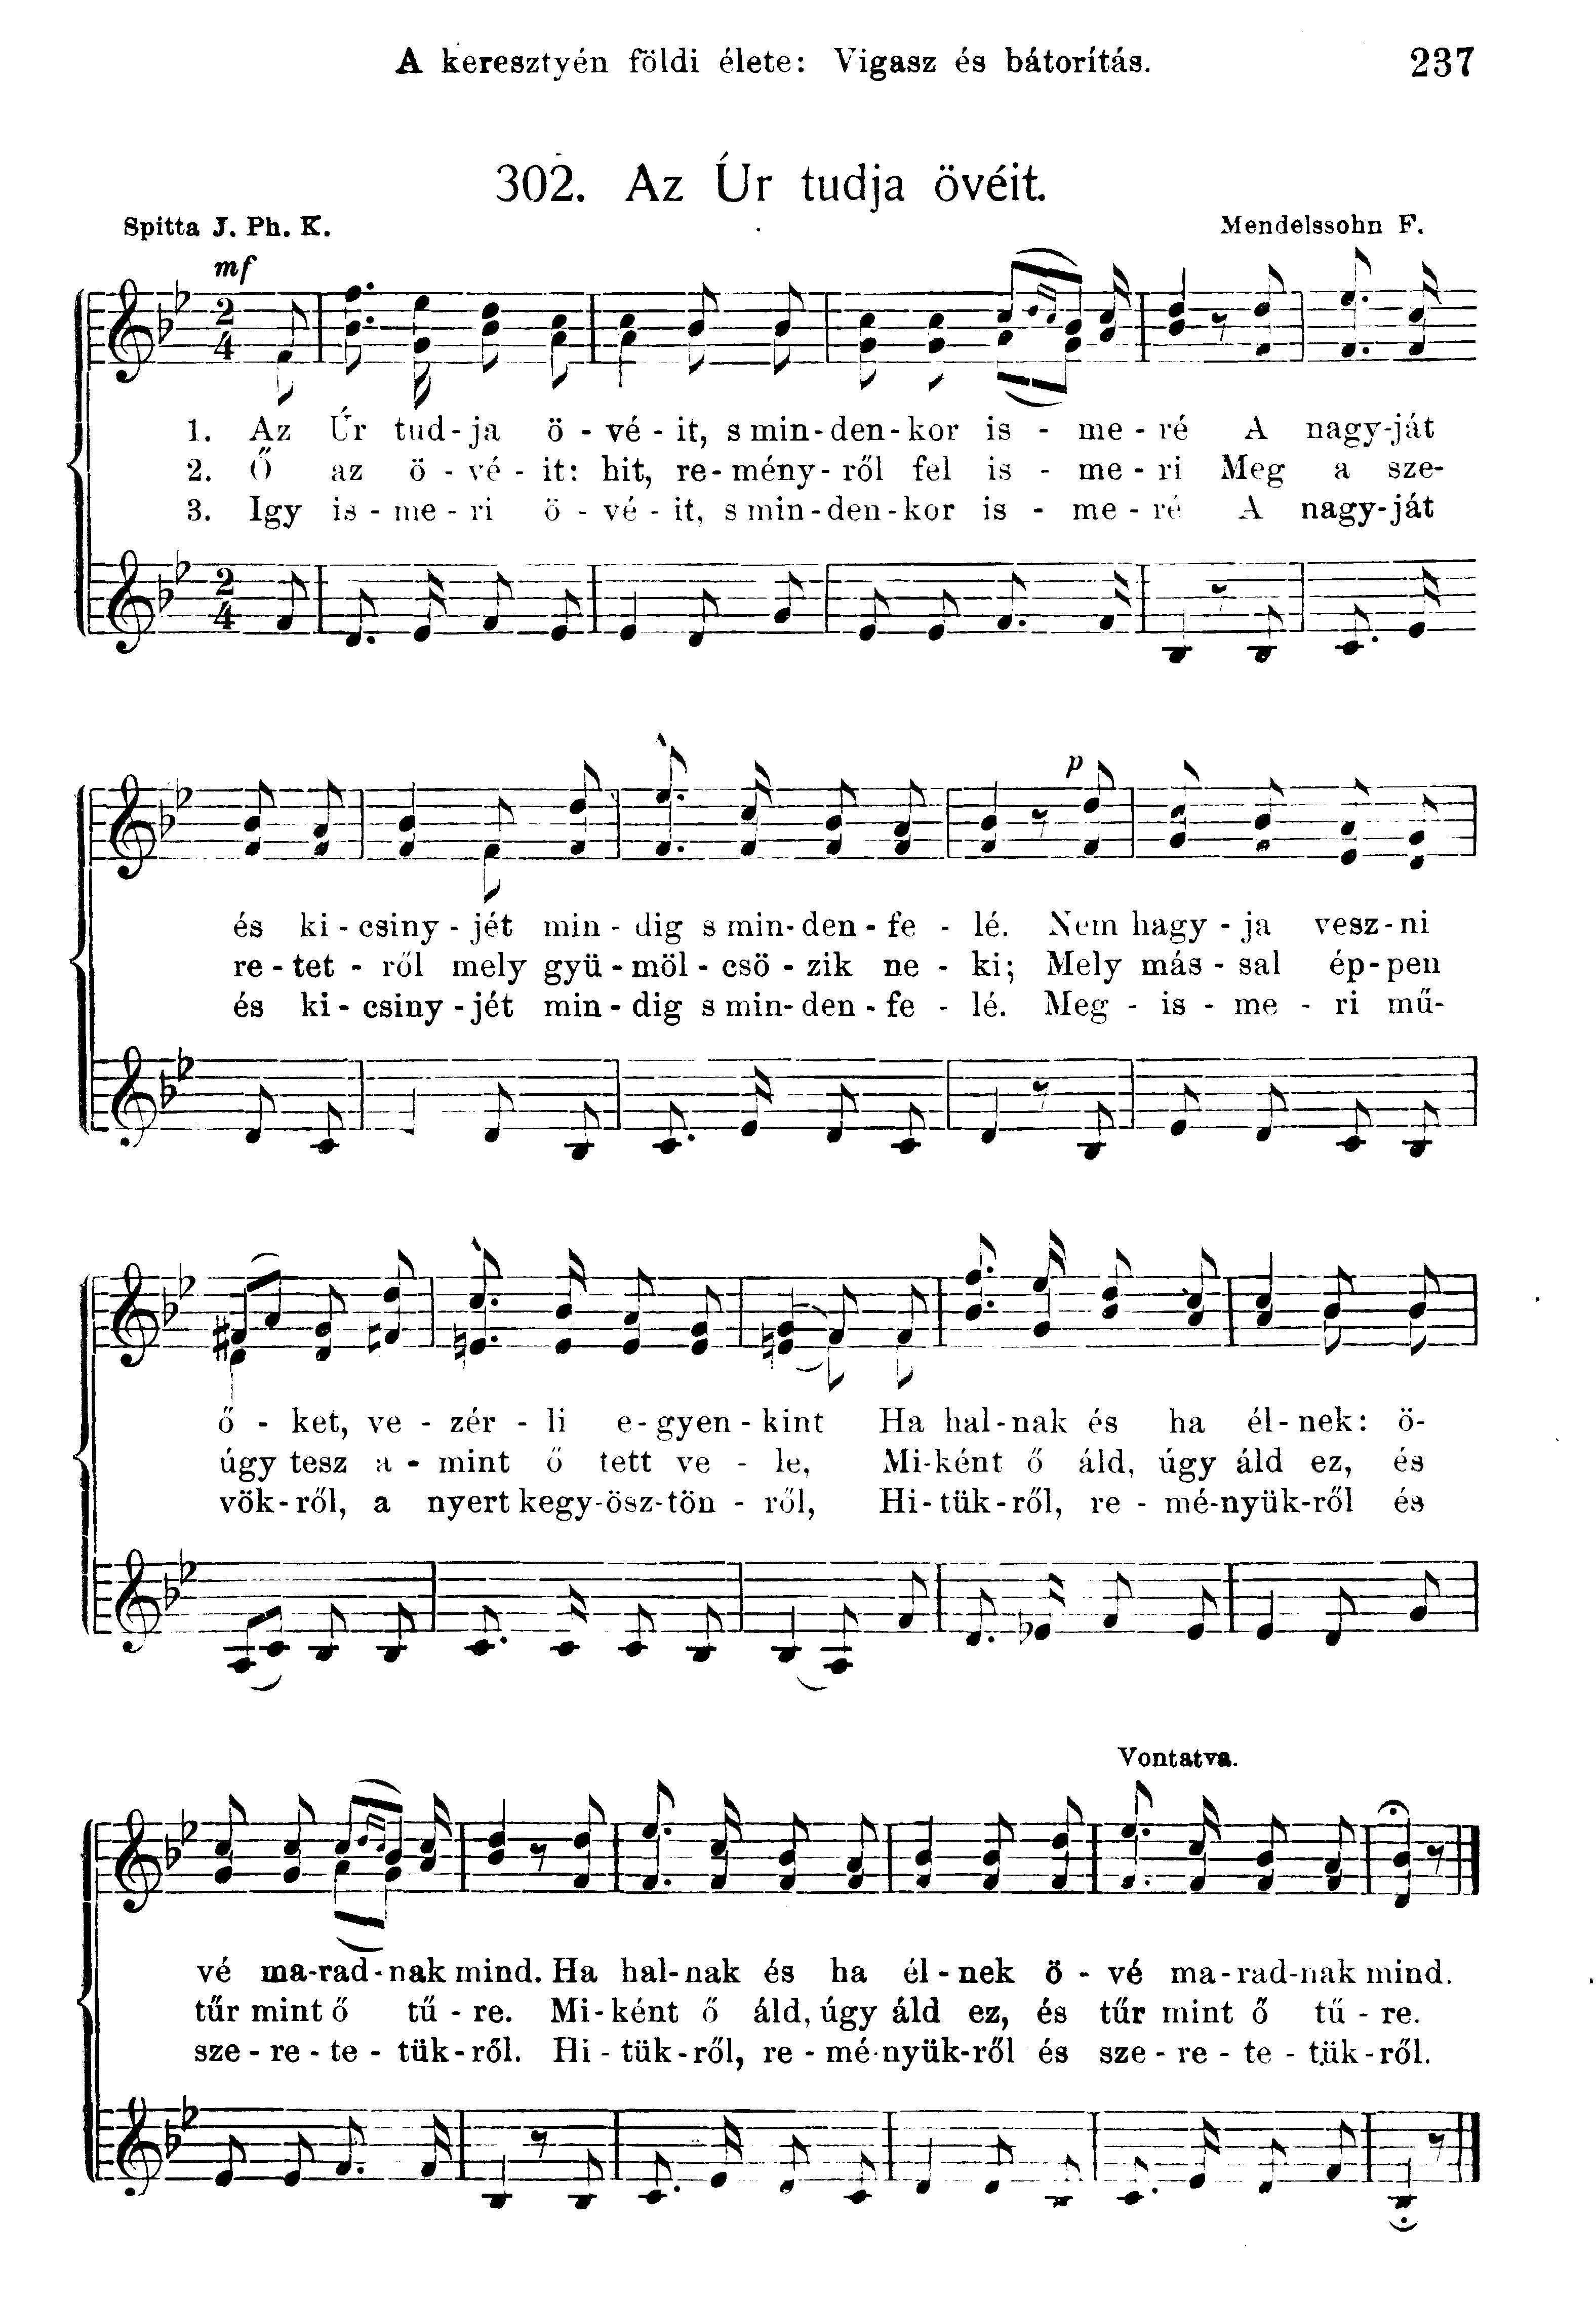 A keresztyén földi élete: Vigasz és bátorítás. 237
302. Az Úr tudja övéit.
Spitta J. Ph. K. Mendelssohn F.
mf
1. Az Úr tud-ja ö - vé - it, s min-den-kor is - me - ré A nagy-ját
2. Ő az ö - vé - it: hit, re-mény-ről fel is - me - ri Meg a sze-
3. Igy is - me - ri ö - vé - it, s min-den-kor is - me - ré A nagy-ját
p
és ki - csiny - jét min - dig s min-den - fe - lé. Nem hagy - ja vesz - ni
re - tet - ről mely gyü - möl - csö - zik ne - ki; Mely más - sal ép-pen
és ki - csiny - jét min - dig s min-den - fe - lé. Meg - is - me - ri mű-
ő - ket, ve - zér - li e-gyen-kint Ha hal-nak és ha él-nek: ö-
úgy tesz a - mint ő tett ve - le, Mi-ként ő áld, úgy áld ez, és
vök-ről, a nyert kegy-ösz-tön - ről, Hi-tük-ről, re - mé-nyük-ről és
Vontatva.
vé ma-rad-nak mind. Ha hal-nak és ha él-nek ö - vé ma-rad-nak mind.
tűr mint ő tű - re. Mi-ként ő áld, úgy áld ez, és tűr mint ő tű - re.
sze - re - te - tük-ről. Hi - tük-ről, re - mé-nyük-ről és sze - re - te - tük-ről.